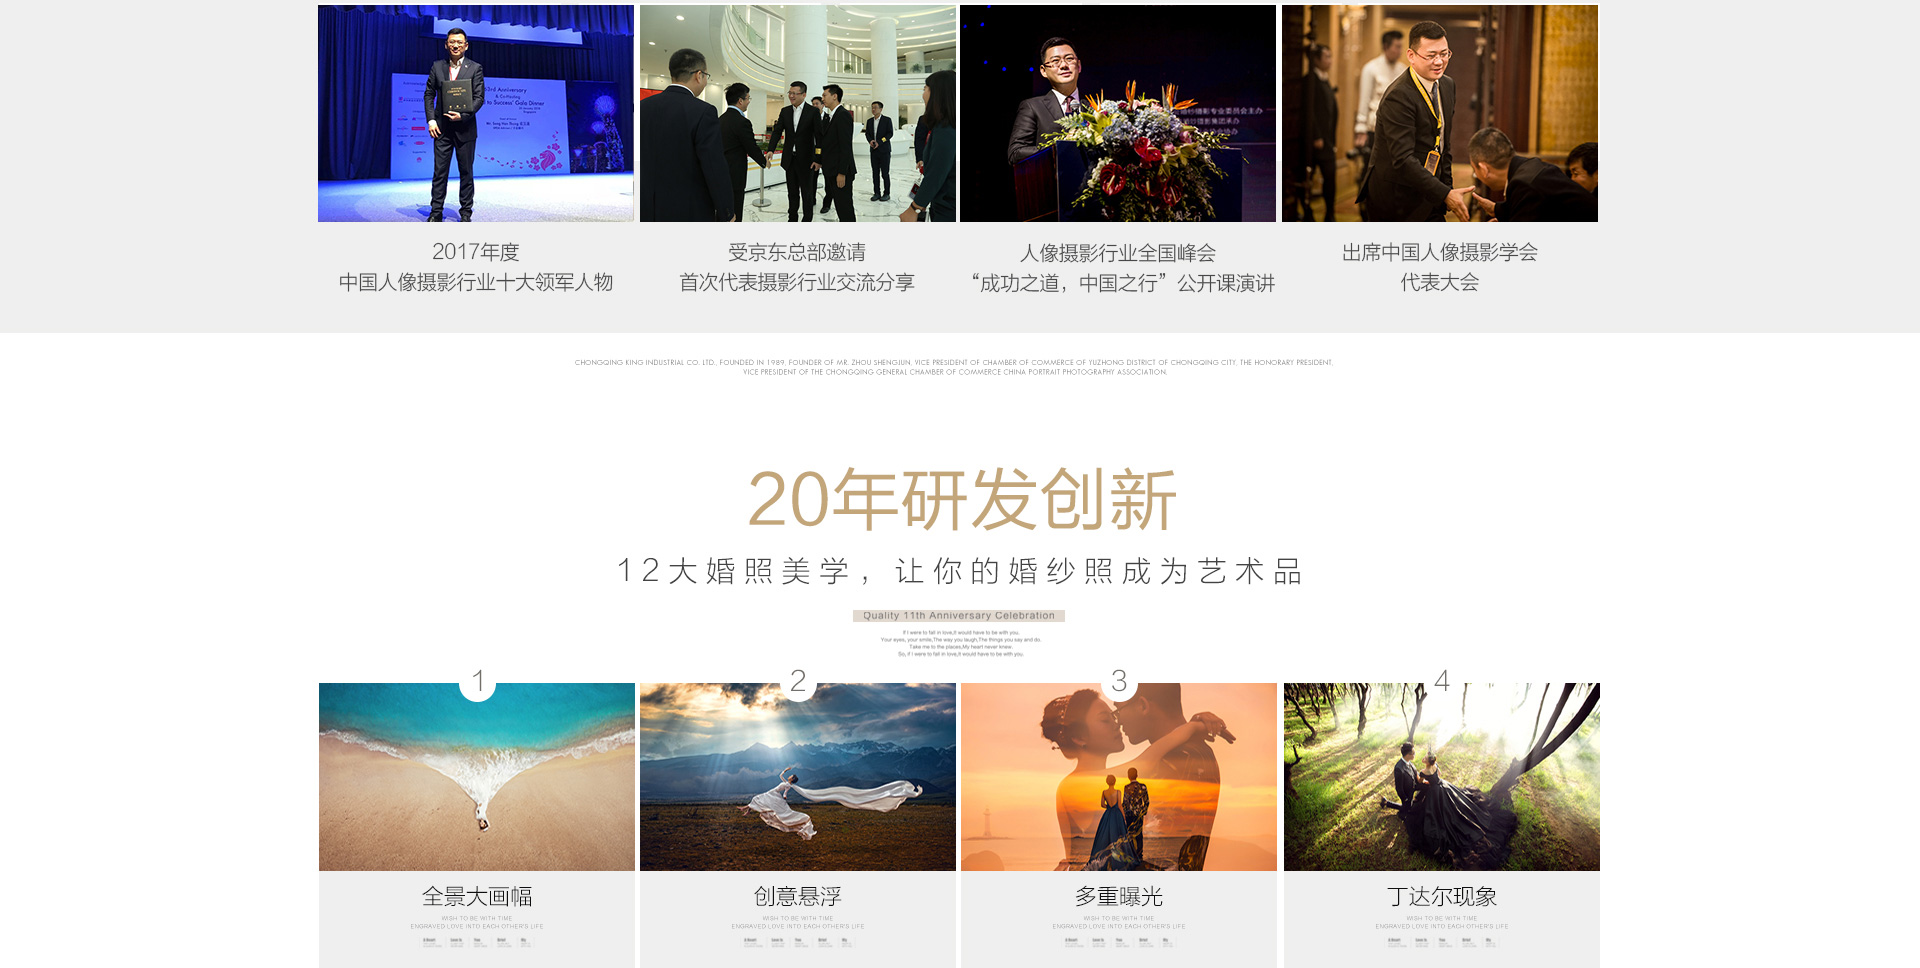 3rd Anniversary
& Co-Hosting
to Success' Gala Dinner
2017年度
中国人像摄影行业十大领军人物
受京东总部邀请
首次代表摄影行业交流分享
人像摄影行业全国峰会
“成功之道，中国之行”公开课演讲
出席中国人像摄影学会
代表大会
CHONGQING KING INDUSTRIAL CO. LTD., FOUNDED IN 1989, FOUNDER OF MR. ZHOU SHENGJUN, VICE PRESIDENT OF CHAMBER OF COMMERCE OF YUZHONG DISTRICT OF CHONGQING CITY, THE HONORARY PRESIDENT,
VICE PRESIDENT OF THE CHONGQING GENERAL CHAMBER OF COMMERCE CHINA PORTRAIT PHOTOGRAPHY ASSOCIATION.
20年研发创新
12大婚照美学，让你的婚纱照成为艺术品
Quality 11th Anniversary Celebration
If I were to fall in love,It would have to be with you.
Your eyes, your smile,The way you laugh,The things you say and do.
Take me to the places,My heart never knew.
So, if I were to fall in love,It would have to be with you.
1
2
3
4
全景大画幅
创意悬浮
多重曝光
丁达尔现象
WISH TO BE WITH TIME
ENGRAVED LOVE INTO EACH OTHER'S LIFE
WISH TO BE WITH TIME
ENGRAVED LOVE INTO EACH OTHER'S LIFE
WISH TO BE WITH TIME
ENGRAVED LOVE INTO EACH OTHER'S LIFE
WISH TO BE WITH TIME
ENGRAVED LOVE INTO EACH OTHER'S LIFE